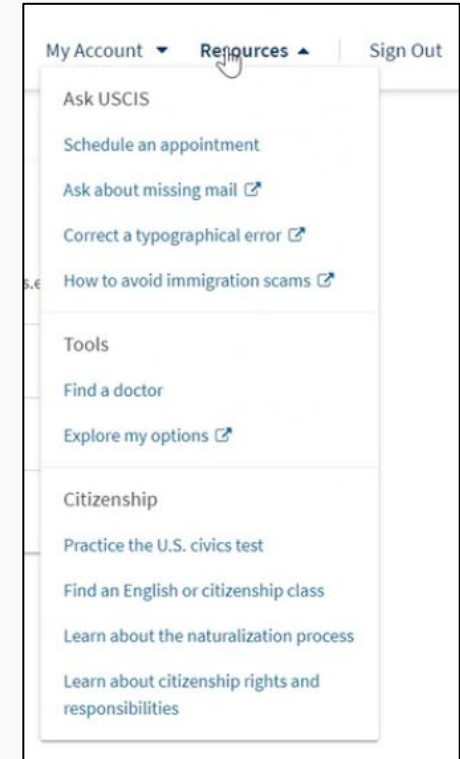 My Account Resources Sign Out
Ask USCIS
Schedule an appointment
Ask about missing mail
Correct a typographical error
s.e
How to avoid immigration scams
Tools
Find a doctor
Explore my options
Citizenship
Practice the U.S. civics test
Find an English or citizenship class
Learn about the naturalization process
Learn about citizenship rights and
responsibilities